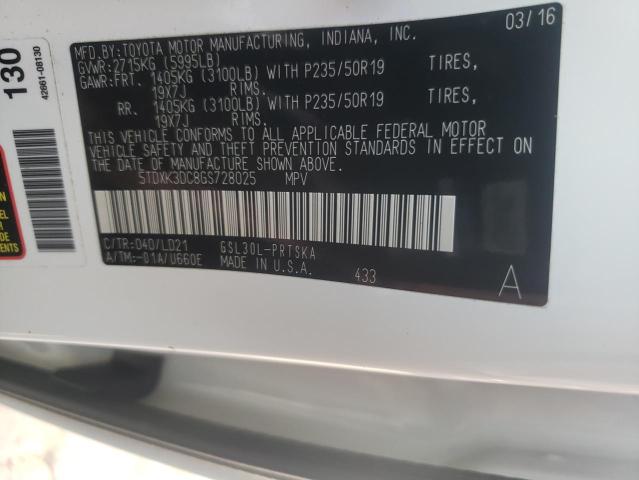 03/16
MFD.BY:TOYOTA MOTOR MANUFACTURING, INDIANA, INC.
GVWR:2715KG (5995LB)
GAWR:FRT. 1405KG (3100LB) WITH P235/50R19 TIRES,
19X7J RIMS.
RR. 1405KG (3100LB) WITH P235/50R19 TIRES,
19X7J RIMS.
THIS VEHICLE CONFORMS TO ALL APPLICABLE FEDERAL MOTOR
VEHICLE SAFETY AND THEFT PREVENTION STANDARDS IN EFFECT ON
THE DATE OF MANUFACTURE SHOWN ABOVE.
5TDXK3DC8GS728025 MPV
C/TR:040/LD21 GSL30L-PRTSKA
A/TM:-01A/U660E MADE IN U.S.A.
433
A
130
42861-08130